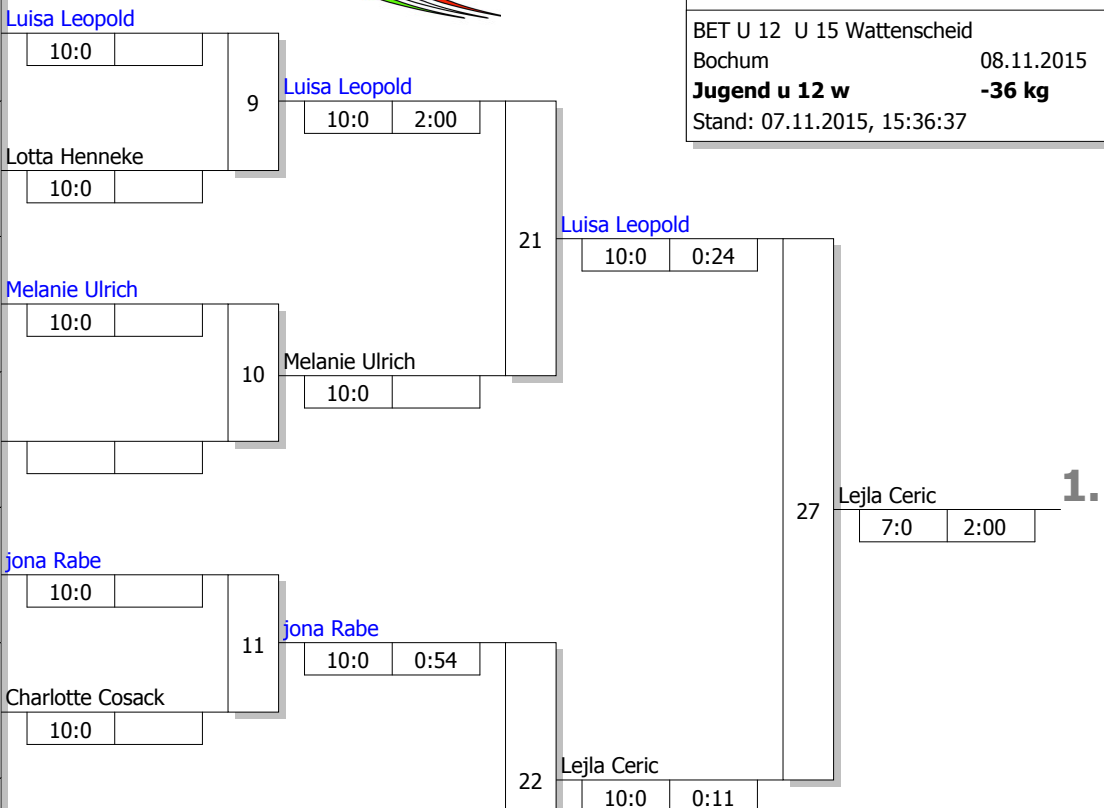 Luisa Leopold
10:0
BET U 12 U 15 Wattenscheid
Bochum 08.11.2015
Jugend u 12 w -36 kg
Stand: 07.11.2015, 15:36:37
9
Luisa Leopold
10:0 2:00
Lotta Henneke
10:0
21
Luisa Leopold
10:0 0:24
Melanie Ulrich
10:0
10
Melanie Ulrich
10:0
27
Lejla Ceric
7:0 2:00
1.
jona Rabe
10:0
11
jona Rabe
10:0 0:54
Charlotte Cosack
10:0
22
Lejla Ceric
10:0 0:11